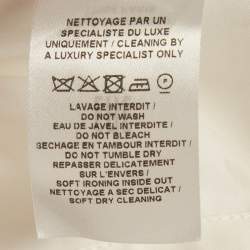 NETTOYAGE PAR UN
SPECIALISTE DU LUXE
UNIQUEMENT / CLEANING BY
A LUXURY SPECIALIST ONLY
P
LAVAGE INTERDIT /
DO NOT WASH
EAU DE JAVEL INTERDITE /
DO NOT BLEACH
SECHAGE EN TAMBOUR INTERDIT /
DO NOT TUMBLE DRY
REPASSER DELICATEMENT
SUR L'ENVERS /
SOFT IRONING INSIDE OUT
NETTOYAGE A SEC DELICAT /
SOFT DRY CLEANING